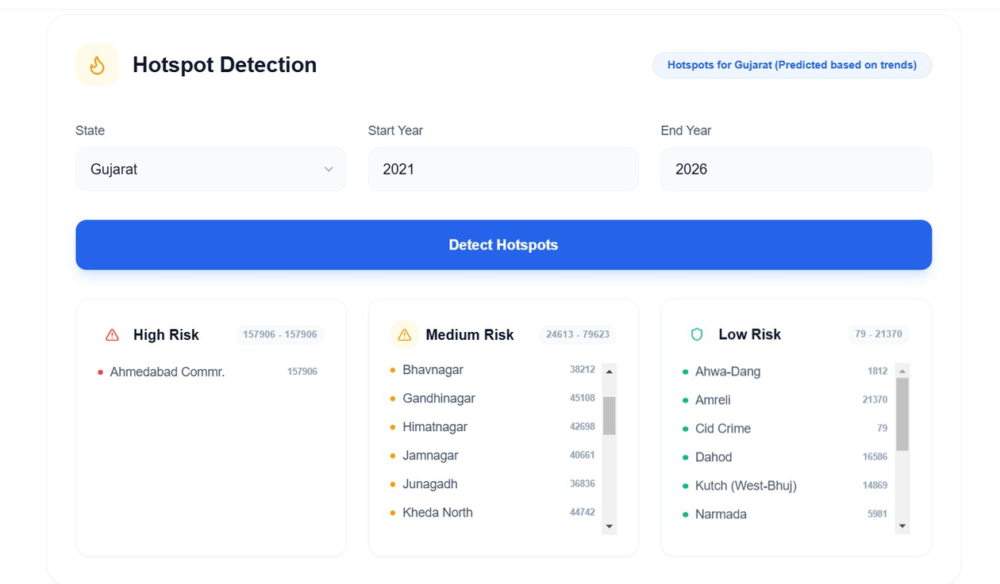 Hotspot Detection
Hotspots for Gujarat (Predicted based on trends)
State
Gujarat
Start Year
2021
End Year
2026
Detect Hotspots
High Risk
157906 - 157906
Ahmedabad Commr. 157906
Medium Risk
24613 - 79623
Bhavnagar 38212
Gandhinagar 45108
Himatnagar 42698
Jamnagar 40661
Junagadh 36836
Kheda North 44742
Low Risk
79 - 21370
Ahwa-Dang 1812
Amreli 21370
Cid Crime 79
Dahod 16586
Kutch (West-Bhuj) 14869
Narmada 5981